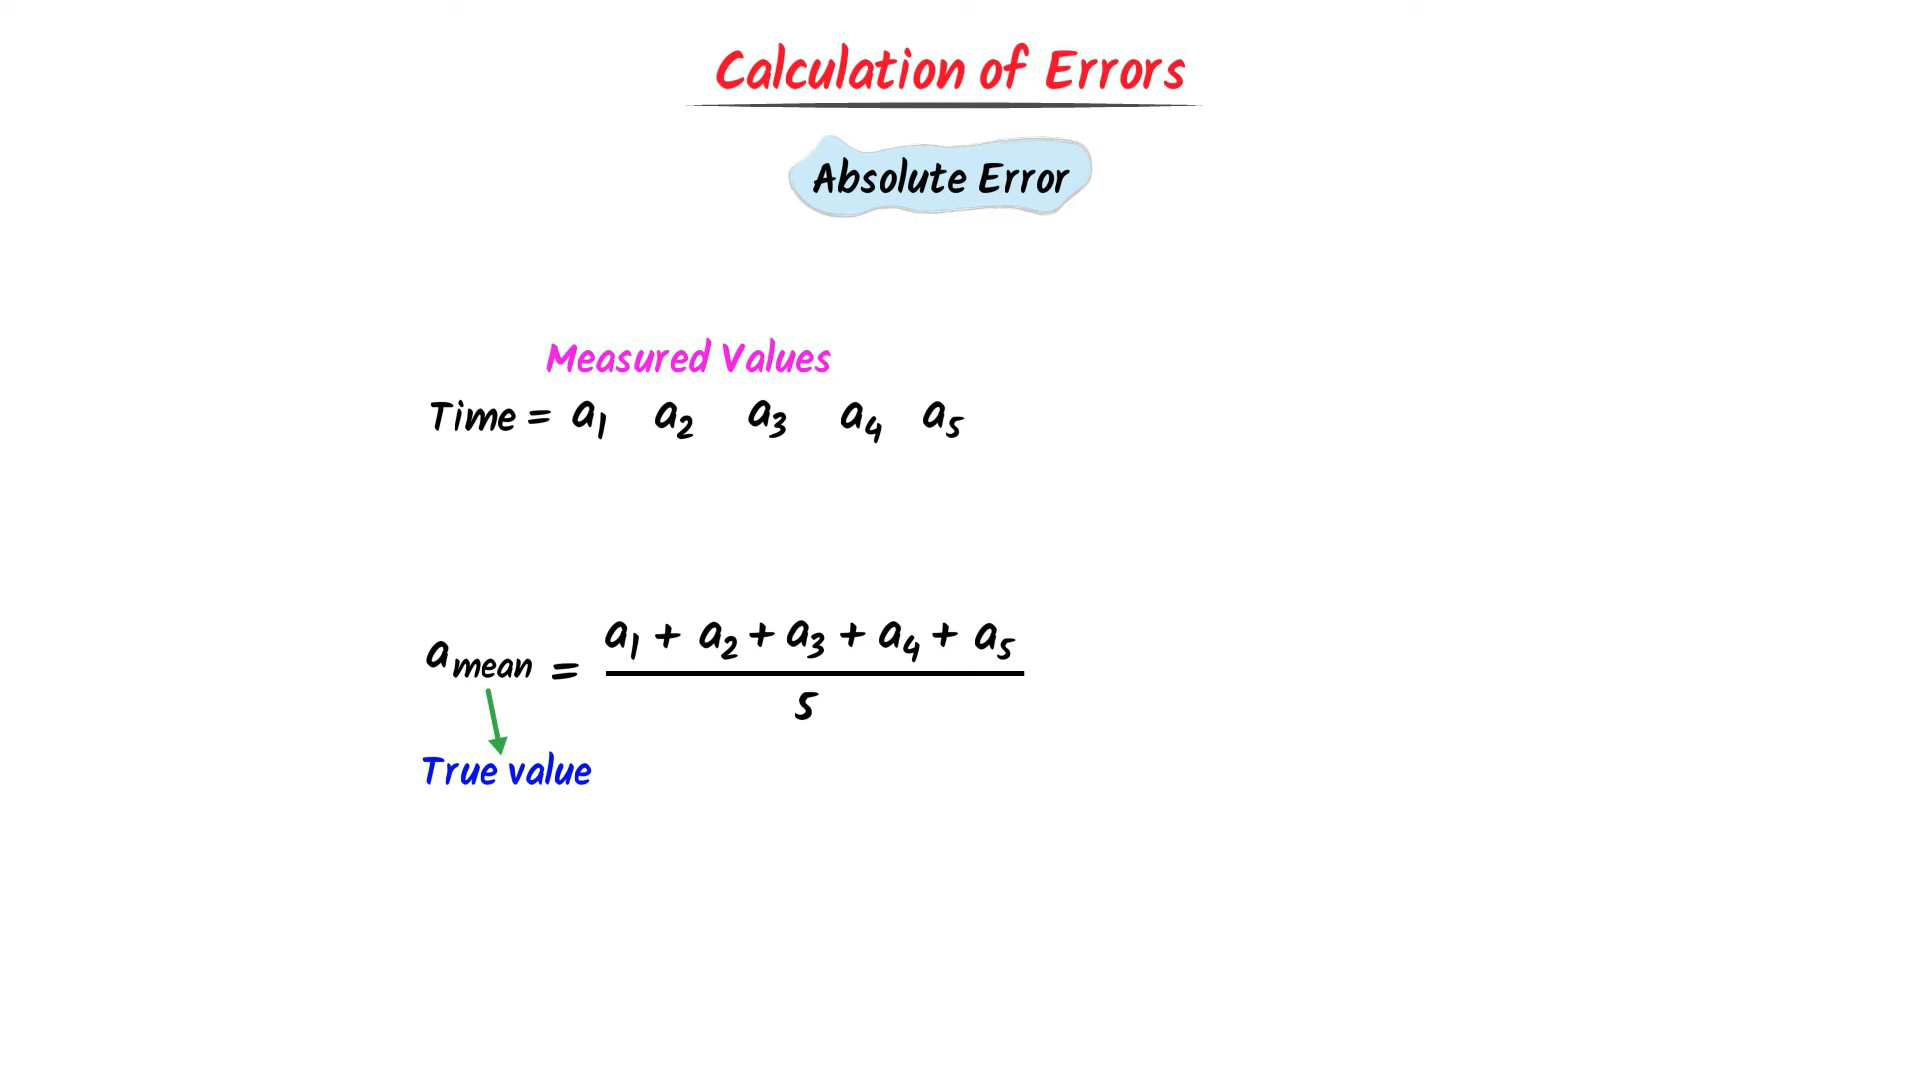 Calculation of Errors
Absolute Error
Measured Values
Time = a₁ a₂ a₃ a₄ a₅
a₁ + a₂ + a₃ + a₄ + a₅
a mean =
5
True value